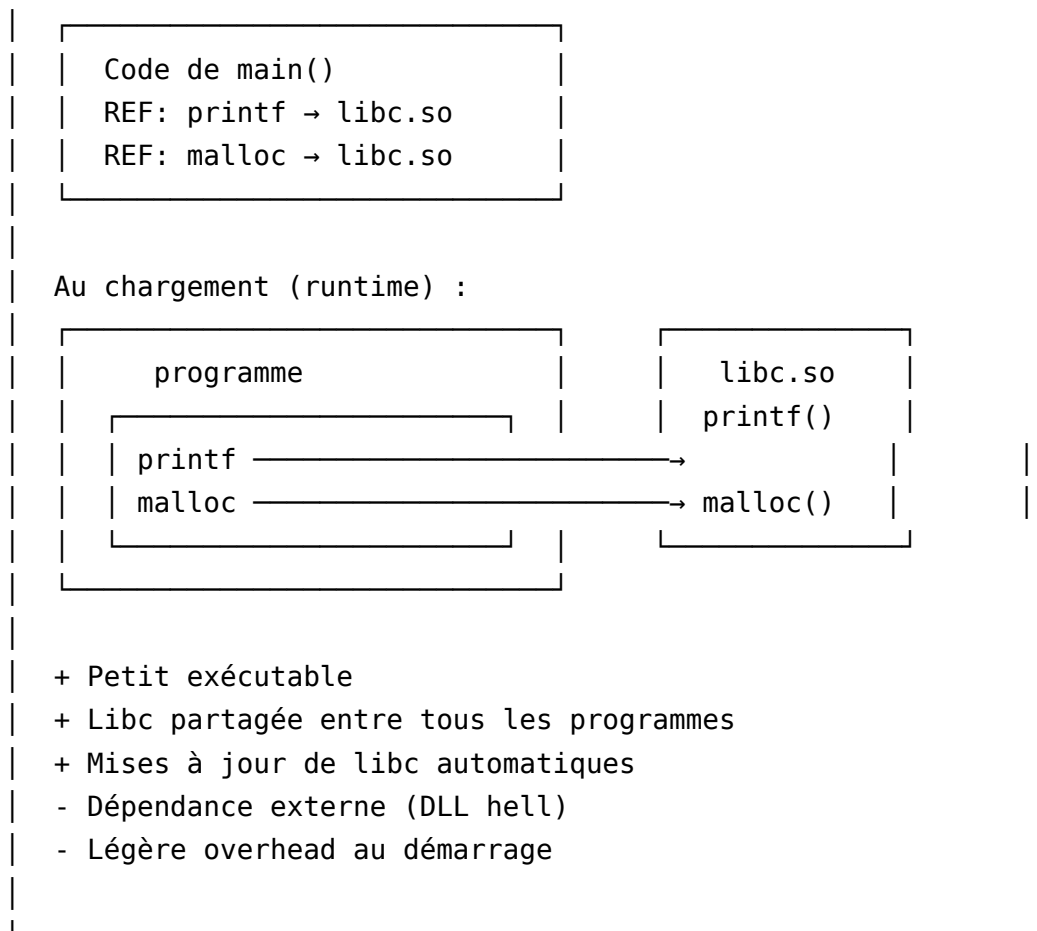 Code de main()
REF: printf → libc.so
REF: malloc → libc.so
Au chargement (runtime) :
programme libc.so
printf()
printf →
malloc → malloc()
+ Petit exécutable
+ Libc partagée entre tous les programmes
+ Mises à jour de libc automatiques
- Dépendance externe (DLL hell)
- Légère overhead au démarrage